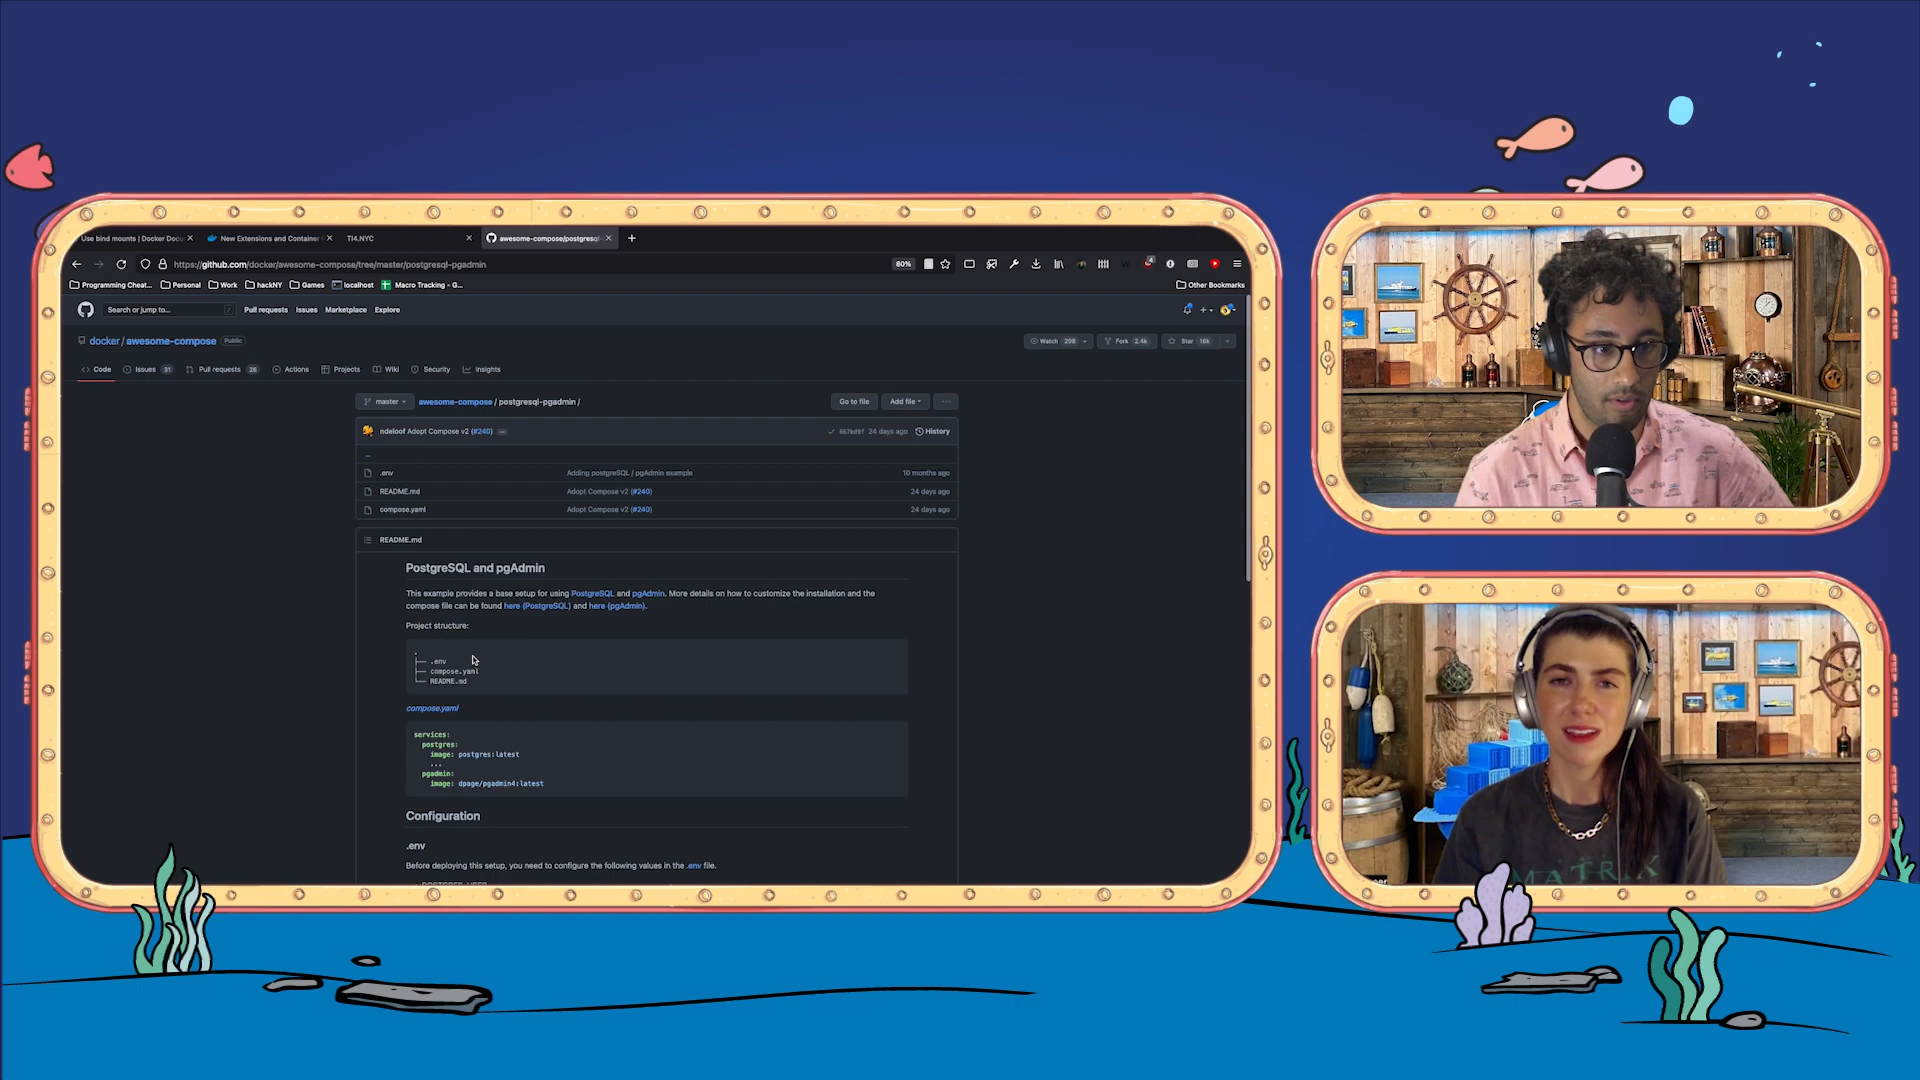 Use bind mounts | Docker Docu
New Extensions and Container
TI4.NYC
awesome-compose/postgresql
https://github.com/docker/awesome-compose/tree/master/postgresql-pgadmin
80%
Programming Cheat...
Personal
Work
hackNY
Games
localhost
Macro Tracking - G...
Other Bookmarks
Search or jump to...
/
Pull requests
Issues
Marketplace
Explore
docker / awesome-compose
Public
Watch 298
Fork 2.4k
Star 16k
Code
Issues 31
Pull requests 26
Actions
Projects
Wiki
Security
Insights
master
awesome-compose / postgresql-pgadmin /
Go to file
Add file
...
ndeloof Adopt Compose v2 (#240)
24 days ago
History
..
.env
Adding postgreSQL / pgAdmin example
10 months ago
README.md
Adopt Compose v2 (#240)
24 days ago
compose.yaml
Adopt Compose v2 (#240)
24 days ago
README.md
PostgreSQL and pgAdmin
This example provides a base setup for using PostgreSQL and pgAdmin. More details on how to customize the installation and the
compose file can be found here (PostgreSQL) and here (pgAdmin).
Project structure:
.
├── .env
├── compose.yaml
└── README.md
compose.yaml
services:
postgres:
image: postgres:latest
...
pgadmin:
image: dpage/pgadmin4:latest
Configuration
.env
Before deploying this setup, you need to configure the following values in the .env file.
MATRIX